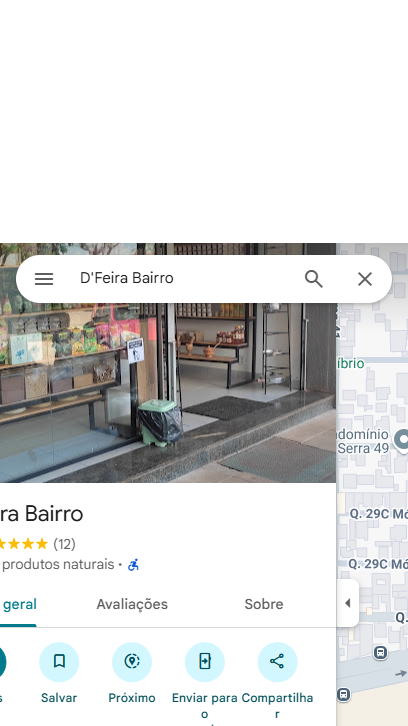 D'Feira Bairro
íbrio
ndomínio
Serra 49
ra Bairro
(12)
produtos naturais ·
Q. 29C Mó
Q. 29C Mó
geral
Avaliações
Sobre
Q.
s
Salvar
Próximo
Enviar para o
Compartilhar